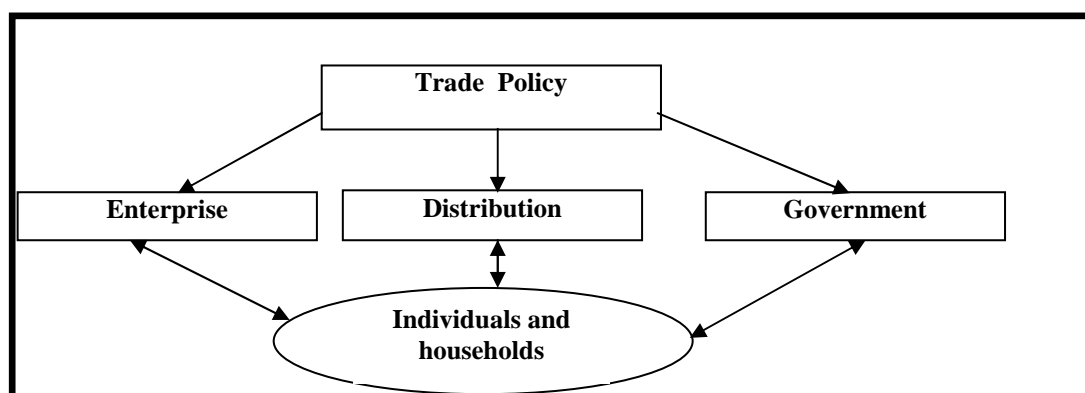 Trade Policy
Enterprise
Distribution
Government
Individuals and
households